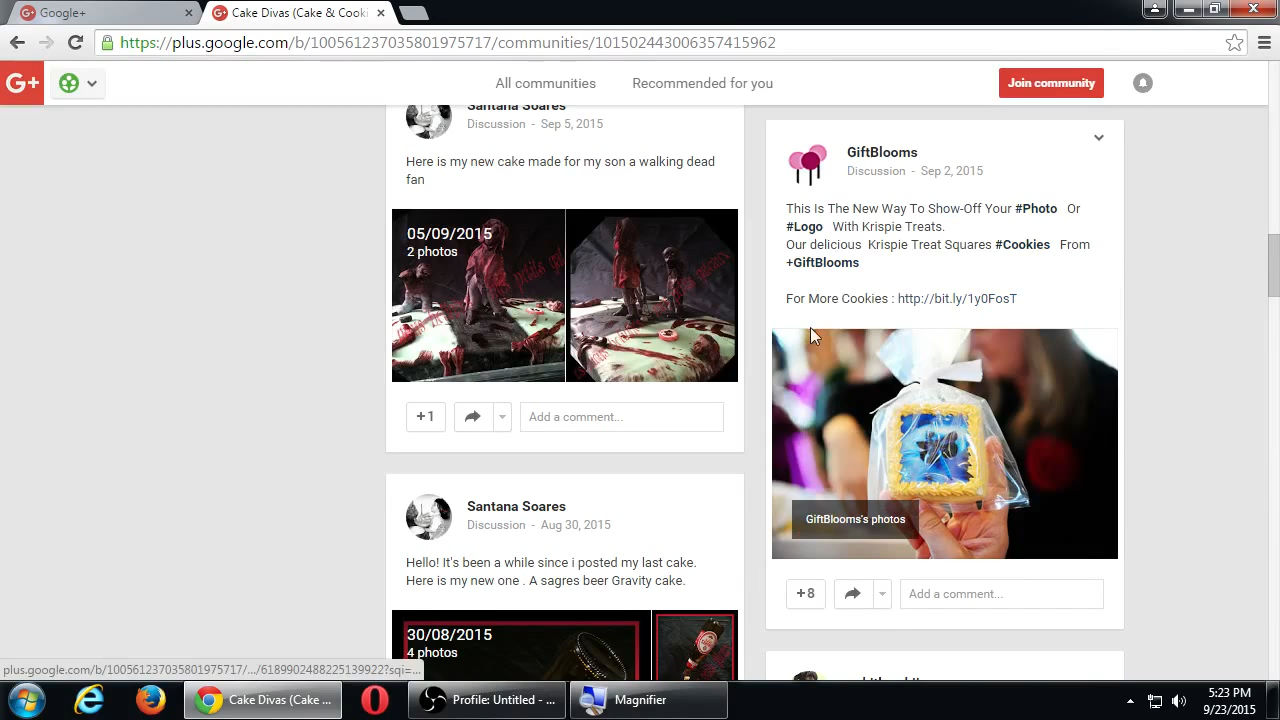 Google+
Cake Divas (Cake & Cooki
https://plus.google.com/b/100561237035801975717/communities/101502443006357415962
G+
All communities
Recommended for you
Join community
Santana Soares
Discussion - Sep 5, 2015
Here is my new cake made for my son a walking dead
fan
05/09/2015
2 photos
+1
Add a comment...
Santana Soares
Discussion - Aug 30, 2015
Hello! It's been a while since i posted my last cake.
Here is my new one . A sagres beer Gravity cake.
30/08/2015
4 photos
GiftBlooms
Discussion - Sep 2, 2015
This Is The New Way To Show-Off Your #Photo Or
#Logo With Krispie Treats.
Our delicious Krispie Treat Squares #Cookies From
+GiftBlooms
For More Cookies : http://bit.ly/1y0FosT
GiftBlooms's photos
+8
Add a comment...
plus.google.com/b/100561237035801975717/.../6189902488225139922?sqi=...
Cake Divas (Cake ...
Profile: Untitled - ...
Magnifier
5:23 PM
9/23/2015